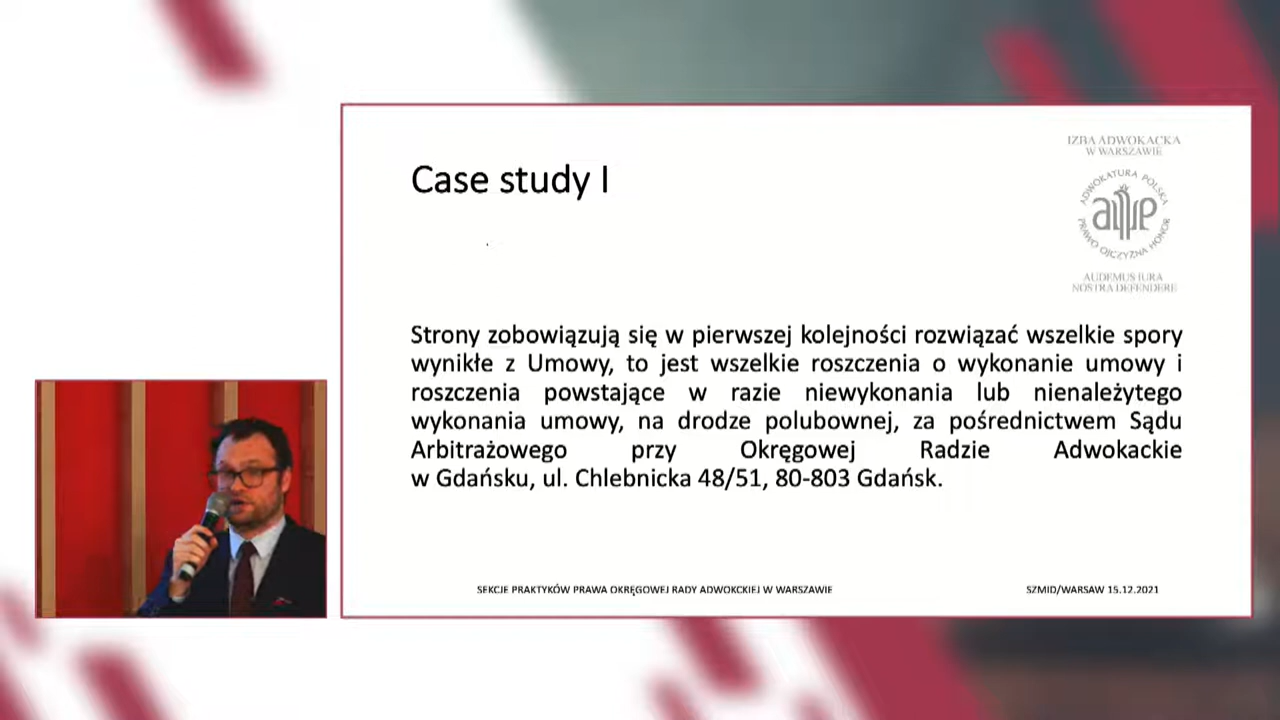 Case study I
IZBA ADWOKACKA
W WARSZAWIE
ADWOKATURA POLSKA
PRAWO OJCZYZNA HONOR
AUDEMUS IURA
NOSTRA DEFENDERE
Strony zobowiązują się w pierwszej kolejności rozwiązać wszelkie spory
wynikłe z Umowy, to jest wszelkie roszczenia o wykonanie umowy i
roszczenia powstające w razie niewykonania lub nienależytego
wykonania umowy, na drodze polubownej, za pośrednictwem Sądu
Arbitrażowego przy Okręgowej Radzie Adwokackie
w Gdańsku, ul. Chlebnicka 48/51, 80-803 Gdańsk.
SEKCJE PRAKTYKÓW PRAWA OKRĘGOWEJ RADY ADWOKCKIEJ W WARSZAWIE
SZMID/WARSAW 15.12.2021